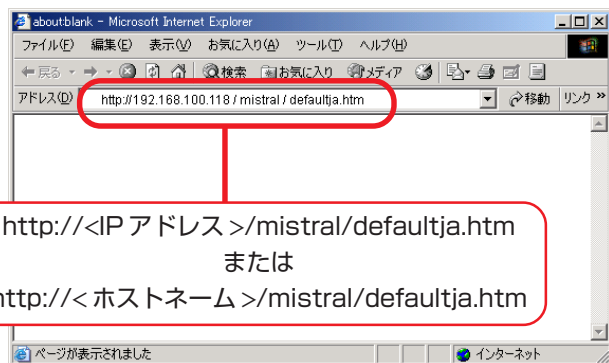 about:blank - Microsoft Internet Explorer
ファイル(F) 編集(E) 表示(V) お気に入り(A) ツール(T) ヘルプ(H)
戻る 検索 お気に入り メディア
アドレス(D) http://192.168.100.118 / mistral / defaultja.htm 移動 リンク »
http://<IP アドレス >/mistral/defaultja.htm
または
http://< ホストネーム >/mistral/defaultja.htm
ページが表示されました インターネット